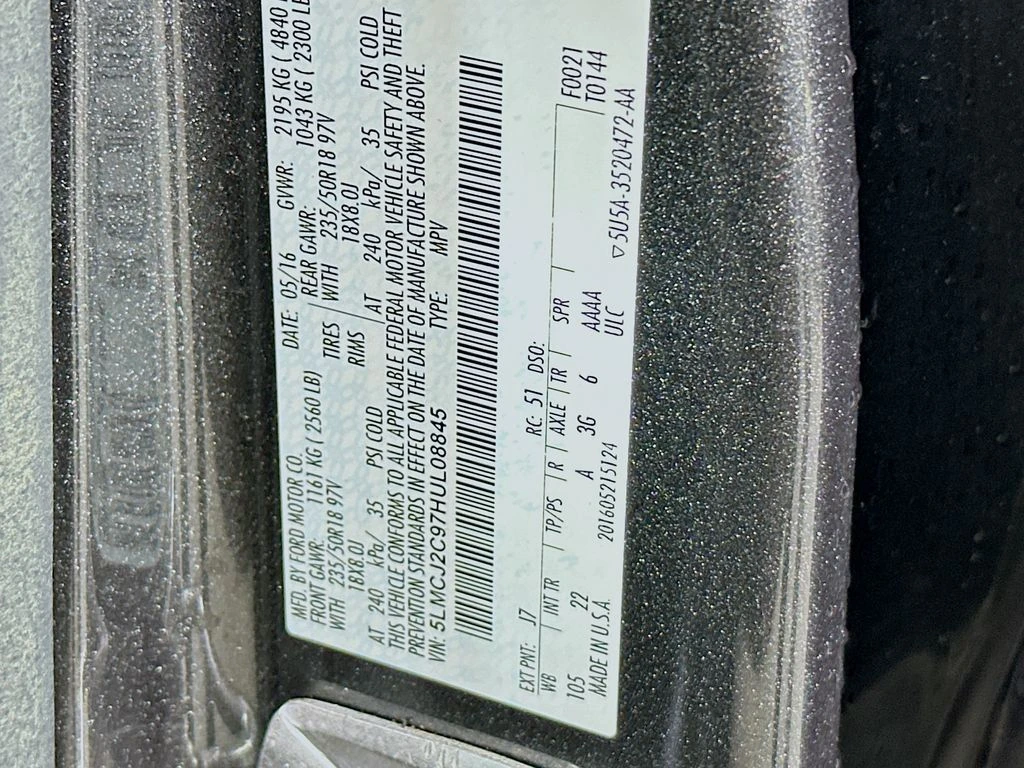 MFD. BY FORD MOTOR CO.
DATE: 05/16 GVWR: 2195 KG ( 4840
FRONT GAWR: 1161 KG ( 2560 LB) REAR GAWR: 1043 KG ( 2300 LB
WITH 235/50R18 97V TIRES WITH 235/50R18 97V
18X8.0J RIMS 18X8.0J
AT 240 kPa/ 35 PSI COLD AT 240 kPa/ 35 PSI COLD
THIS VEHICLE CONFORMS TO ALL APPLICABLE FEDERAL MOTOR VEHICLE SAFETY AND THEFT
PREVENTION STANDARDS IN EFFECT ON THE DATE OF MANUFACTURE SHOWN ABOVE.
VIN: 5LMCJ2C97HUL08845 TYPE: MPV
EXT PNT: J7 RC: 51 DSO: F0021
WB INT TR TP/PS R AXLE TR SPR T0144
105 22 A 3G 6 AAAA
MADE IN U.S.A. 20160521S124 ULC ▽5U5A-3520472-AA